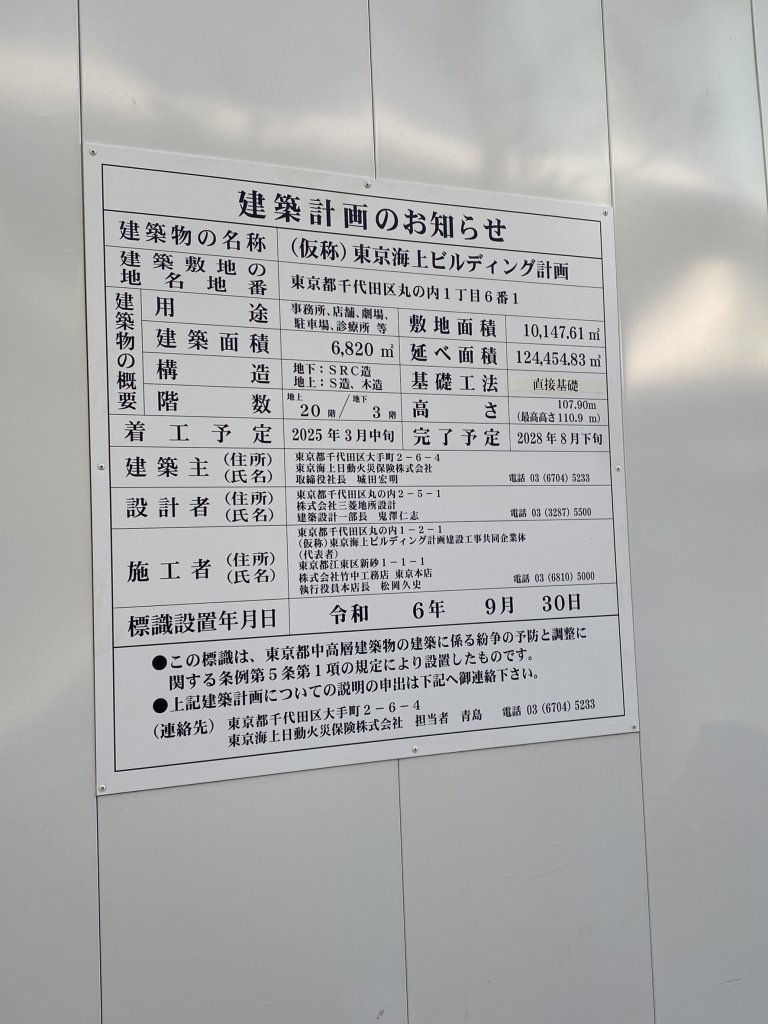 建築計画のお知らせ
建築物の名称 (仮称)東京海上ビルディング計画
建築敷地の
地名地番 東京都千代田区丸の内1丁目6番1
建築物の概要
用途 事務所、店舗、劇場、
駐車場、診療所 等
敷地面積 10,147.61㎡
建築面積 6,820㎡ 延べ面積 124,454.83㎡
構造 地下:SRC造
地上:S造、木造
基礎工法 直接基礎
階数 地上 20階/地下 3階 高さ 107.90m
(最高高さ110.9 m)
着工予定 2025年3月中旬 完了予定 2028年8月下旬
建築主 (住所) 東京都千代田区大手町2-6-4
(氏名) 東京海上日動火災保険株式会社
取締役社長 城田宏明 電話 03 (6704) 5233
設計者 (住所) 東京都千代田区丸の内2-5-1
(氏名) 株式会社三菱地所設計
建築設計一部長 鬼澤仁志 電話 03 (3287) 5500
施工者 (住所) 東京都千代田区丸の内1-2-1
(氏名) (仮称)東京海上ビルディング計画建設工事共同企業体
(代表者)
東京都江東区新砂1-1-1
株式会社竹中工務店 東京本店
執行役員本店長 松岡久史 電話 03 (6810) 5000
標識設置年月日 令和 6年 9月 30日
●この標識は、東京都中高層建築物の建築に係る紛争の予防と調整に
関する条例第5条第1項の規定により設置したものです。
●上記建築計画についての説明の申出は下記へ御連絡下さい。
(連絡先) 東京都千代田区大手町2-6-4
東京海上日動火災保険株式会社 担当者 青島 電話 03 (6704) 5233